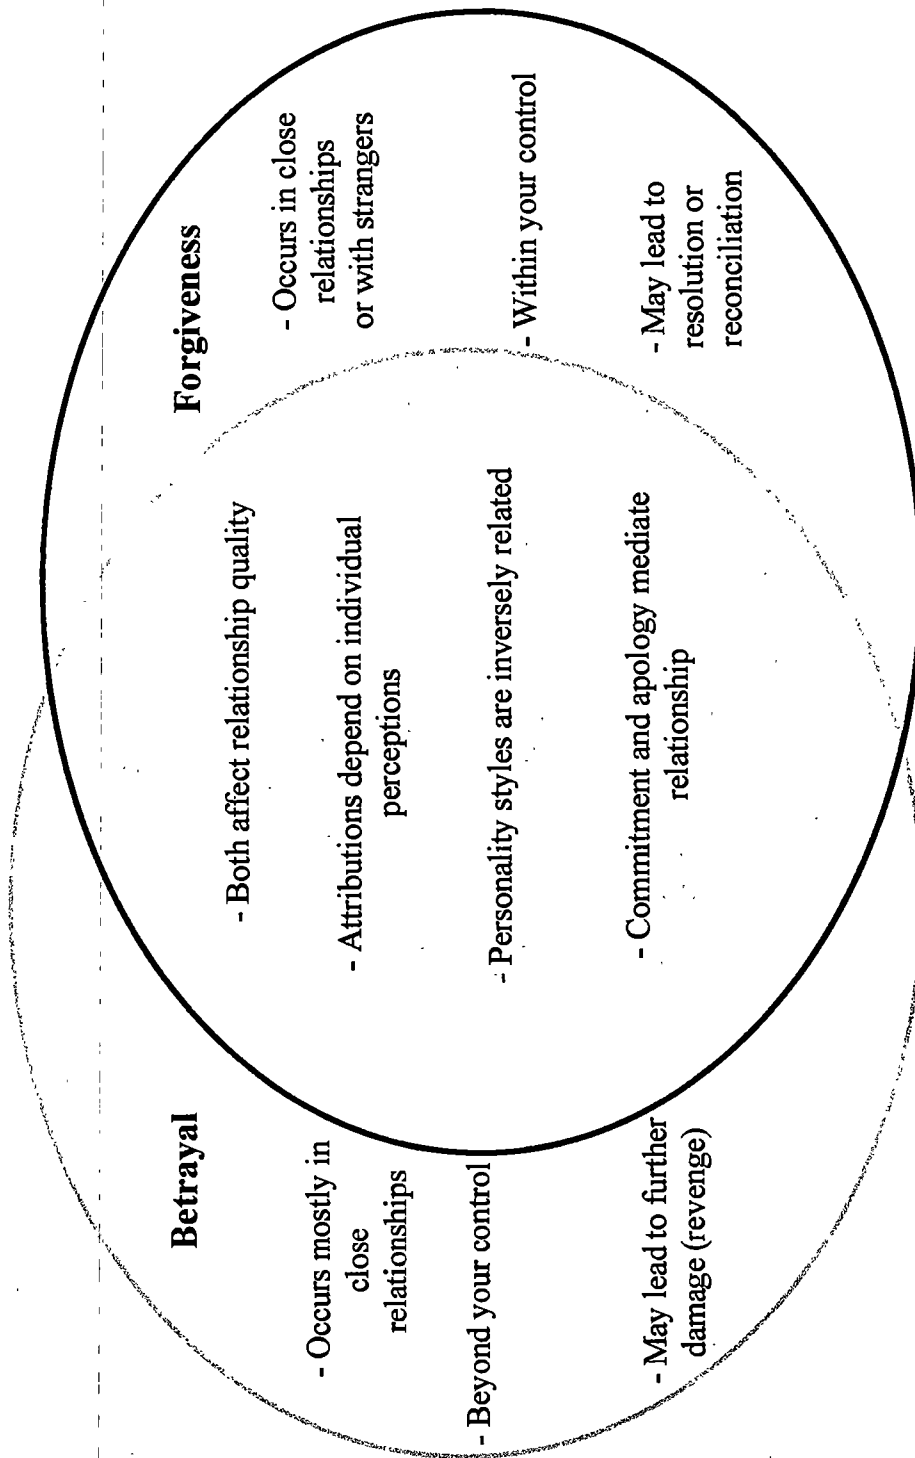 Betrayal
- Occurs mostly in
close
relationships
- Beyond your control
- May lead to further
damage (revenge)
- Both affect relationship quality
- Attributions depend on individual
perceptions
- Personality styles are inversely related
- Commitment and apology mediate
relationship
Forgiveness
- Occurs in close
relationships
or with strangers
- Within your control
- May lead to
resolution or
reconciliation